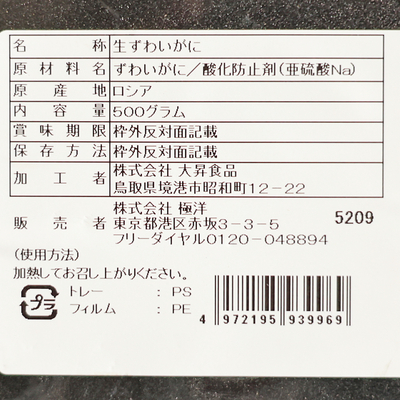 名称 生ずわいがに
原材料名 ずわいがに／酸化防止剤(亜硫酸Na)
原産地 ロシア
内容量 500グラム
賞味期限 枠外反対面記載
保存方法 枠外反対面記載
加工者 株式会社 大昇食品
鳥取県境港市昭和町12-22
販売者 株式会社 極洋
東京都港区赤坂3-3-5
フリーダイヤル0120-048894
5209
(使用方法)
加熱してお召し上がりください。
プラ
トレー : PS
フィルム : PE
4 972195 939969